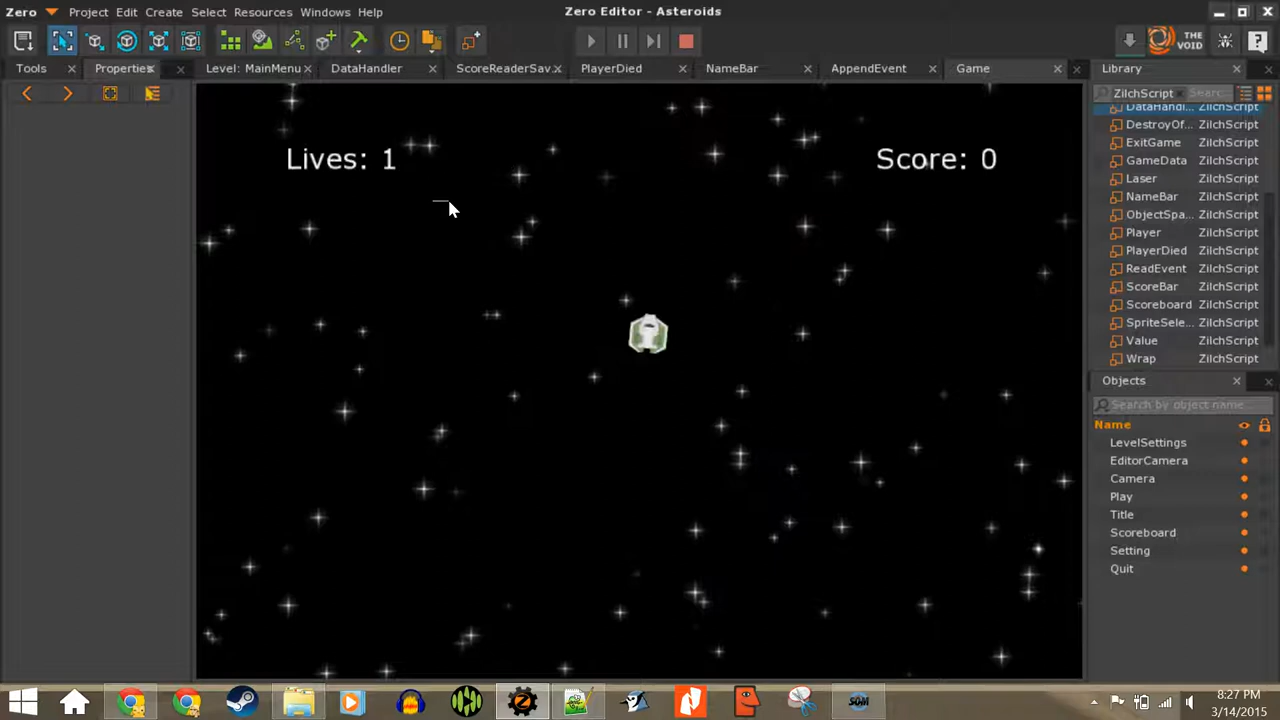 Zero Project Edit Create Select Resources Windows Help Zero Editor - Asteroids
THE VOID
Tools Properties Level: MainMenu DataHandler ScoreReaderSav. PlayerDied NameBar AppendEvent Game Library
ZilchScript Searc
DataHandl... ZilchScript
DestroyOf... ZilchScript
ExitGame ZilchScript
GameData ZilchScript
Laser ZilchScript
NameBar ZilchScript
ObjectSpa... ZilchScript
Player ZilchScript
PlayerDied ZilchScript
ReadEvent ZilchScript
ScoreBar ZilchScript
Scoreboard ZilchScript
SpriteSele... ZilchScript
Value ZilchScript
Wrap ZilchScript
Lives: 1 Score: 0
Objects
Search by object name...
Name
LevelSettings
EditorCamera
Camera
Play
Title
Scoreboard
Setting
Quit
SGM
8:27 PM
3/14/2015